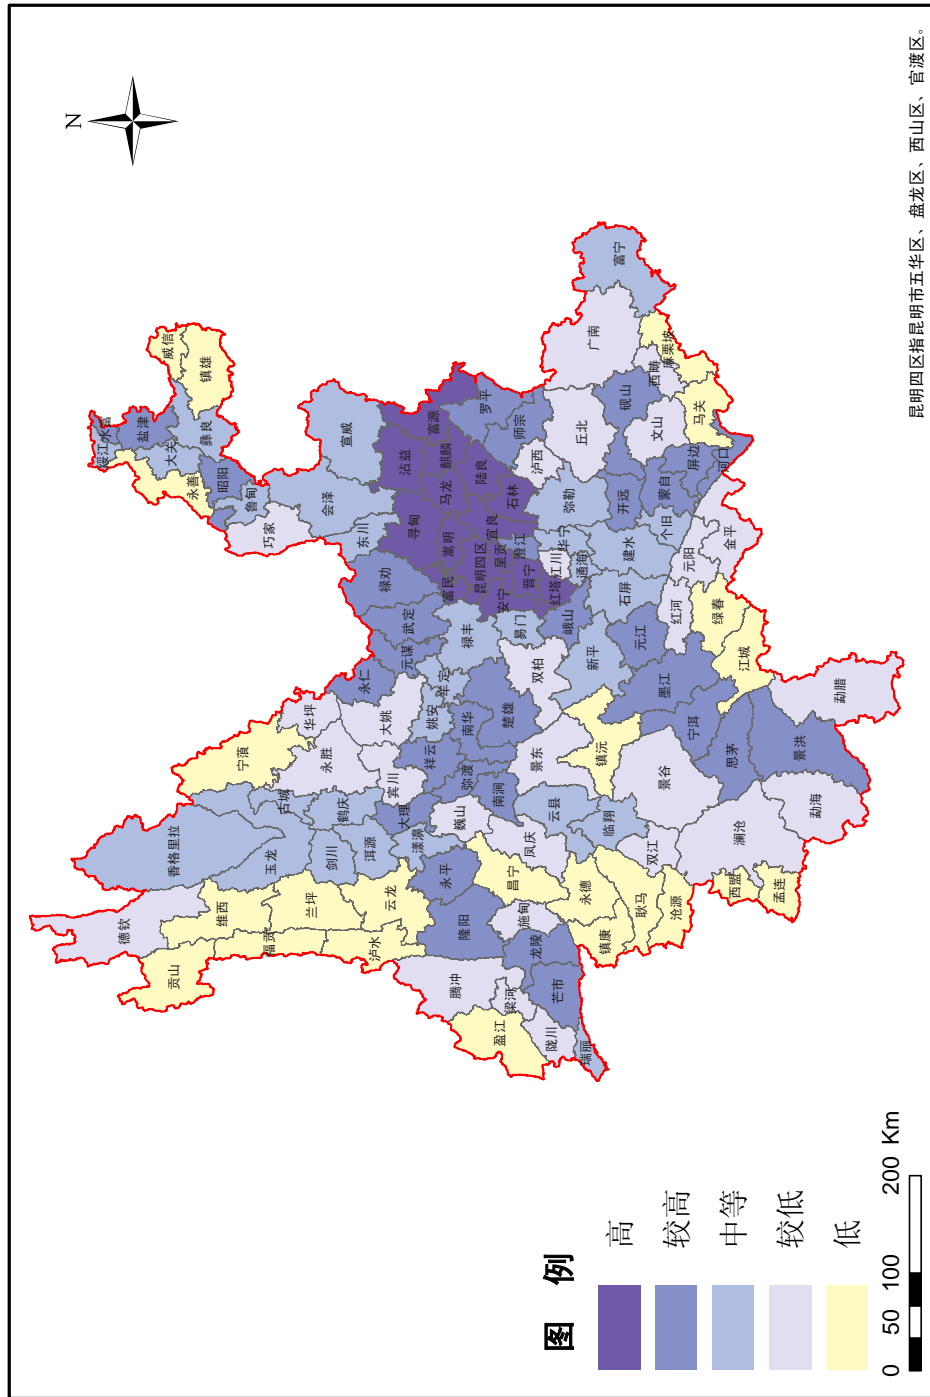 N
德钦
贡山
香格里拉
维西
福贡
玉龙
兰坪
古城
宁蒗
剑川
鹤庆
永胜
华坪
泸水
云龙
洱源
宾川
大姚
永仁
元谋
武定
禄劝
东川
会泽
巧家
鲁甸
昭阳
永善
绥江
水富
盐津
大关
彝良
威信
镇雄
宣威
沾益
富源
麒麟
马龙
寻甸
嵩明
陆良
罗平
师宗
富民
昆明四区
呈贡
宜良
石林
安宁
晋宁
澄江
红塔
江川
通海
华宁
易门
峨山
禄丰
牟定
姚安
南华
楚雄
双柏
祥云
弥渡
大理
漾濞
巍山
南涧
永平
隆阳
昌宁
施甸
龙陵
腾冲
盈江
梁河
陇川
芒市
瑞丽
凤庆
云县
景东
镇沅
新平
元江
石屏
建水
个旧
开远
弥勒
泸西
丘北
广南
富宁
砚山
西畴
麻栗坡
文山
马关
屏边
蒙自
河口
金平
元阳
红河
绿春
江城
墨江
宁洱
思茅
景谷
临翔
双江
永德
镇康
耿马
沧源
西盟
孟连
澜沧
勐海
景洪
勐腊
图 例
高
较高
中等
较低
低
0 50 100 200 Km
昆明四区指昆明市五华区、盘龙区、西山区、官渡区。